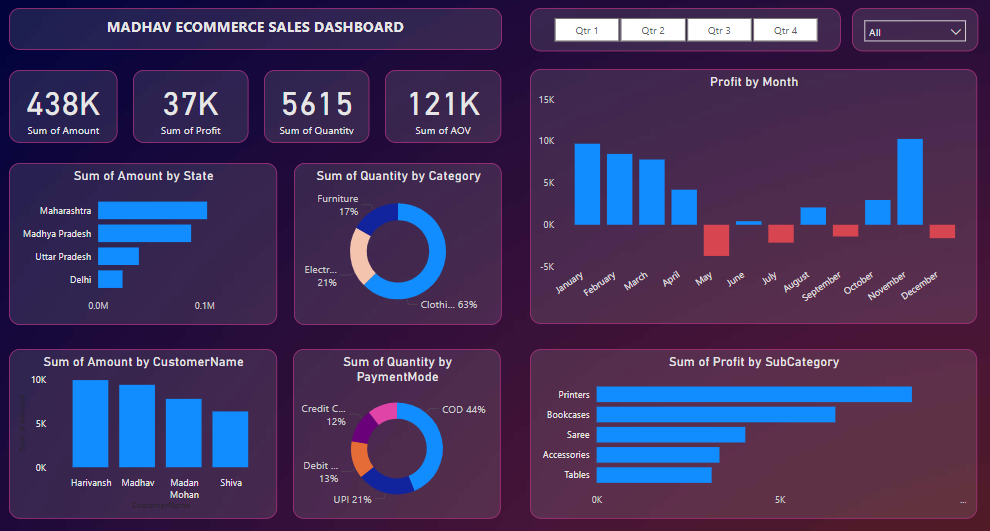 MADHAV ECOMMERCE SALES DASHBOARD
Qtr 1 Qtr 2 Qtr 3 Qtr 4
All
438K
Sum of Amount
37K
Sum of Profit
5615
Sum of Quantity
121K
Sum of AOV
Profit by Month
15K
10K
5K
0K
-5K
January February March April May June July August September October November December
Sum of Amount by State
Maharashtra
Madhya Pradesh
Uttar Pradesh
Delhi
0.0M 0.1M
Sum of Quantity by Category
Furniture
17%
Electr...
21%
Clothi... 63%
Sum of Amount by CustomerName
10K
5K
0K
Harivansh Madhav Madan Shiva
Mohan
CustomerName
Sum of Quantity by
PaymentMode
Credit C...
12%
COD 44%
Debit ...
13%
UPI 21%
Sum of Profit by SubCategory
Printers
Bookcases
Saree
Accessories
Tables
0K 5K ...